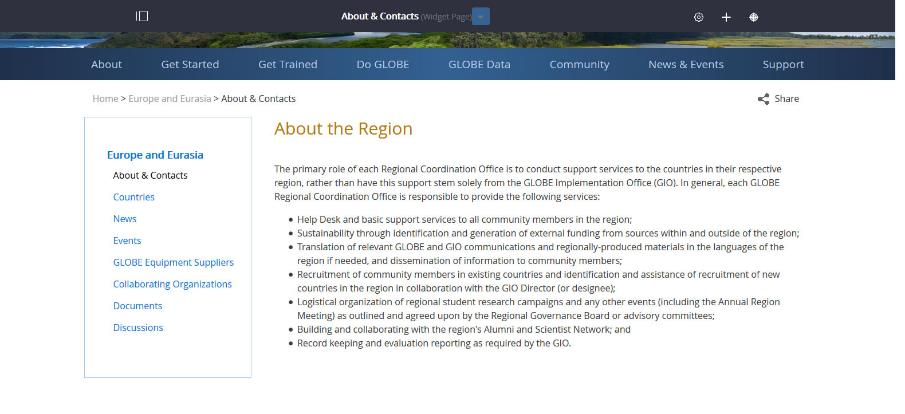 About & Contacts (Widget Page)
About Get Started Get Trained Do GLOBE GLOBE Data Community News & Events Support
Home > Europe and Eurasia > About & Contacts
Share
Europe and Eurasia
About & Contacts
Countries
News
Events
GLOBE Equipment Suppliers
Collaborating Organizations
Documents
Discussions
About the Region
The primary role of each Regional Coordination Office is to conduct support services to the countries in their respective
region, rather than have this support stem solely from the GLOBE Implementation Office (GIO). In general, each GLOBE
Regional Coordination Office is responsible to provide the following services:
• Help Desk and basic support services to all community members in the region;
• Sustainability through identification and generation of external funding from sources within and outside of the region;
• Translation of relevant GLOBE and GIO communications and regionally-produced materials in the languages of the
region if needed, and dissemination of information to community members;
• Recruitment of community members in existing countries and identification and assistance of recruitment of new
countries in the region in collaboration with the GIO Director (or designee);
• Logistical organization of regional student research campaigns and any other events (including the Annual Region
Meeting) as outlined and agreed upon by the Regional Governance Board or advisory committees;
• Building and collaborating with the region's Alumni and Scientist Network; and
• Record keeping and evaluation reporting as required by the GIO.